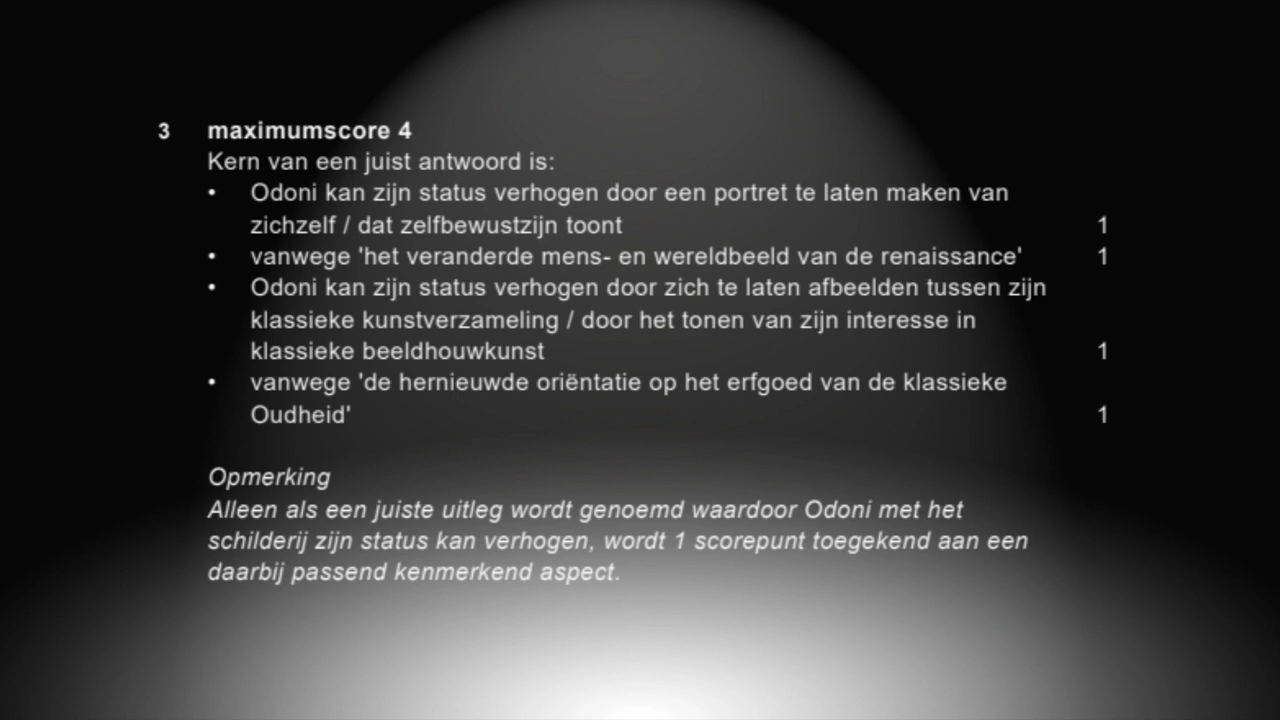 3 maximumscore 4
Kern van een juist antwoord is:
• Odoni kan zijn status verhogen door een portret te laten maken van
zichzelf / dat zelfbewustzijn toont 1
• vanwege 'het veranderde mens- en wereldbeeld van de renaissance' 1
• Odoni kan zijn status verhogen door zich te laten afbeelden tussen zijn
klassieke kunstverzameling / door het tonen van zijn interesse in
klassieke beeldhouwkunst 1
• vanwege 'de hernieuwde oriëntatie op het erfgoed van de klassieke
Oudheid' 1
Opmerking
Alleen als een juiste uitleg wordt genoemd waardoor Odoni met het
schilderij zijn status kan verhogen, wordt 1 scorepunt toegekend aan een
daarbij passend kenmerkend aspect.